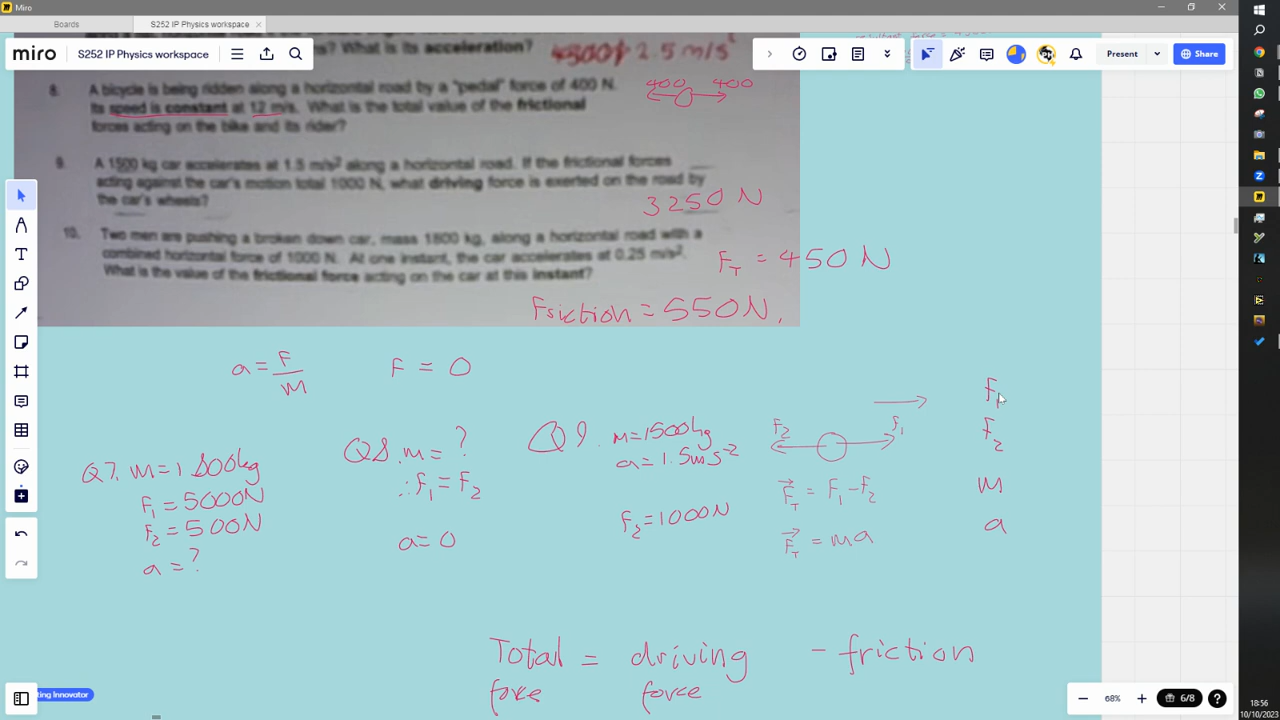 Miro
Boards
S252 IP Physics workspace
miro
S252 IP Physics workspace
Present
Share
What is its acceleration?
400 400
A bicycle is being ridden along a horizontal road by a "pedal" force of 400 N.
Its speed is constant at 12 m/s. What is the total value of the frictional
forces acting on the bike and its rider?
9. A 1500 kg car accelerates at 1.5 m/s² along a horizontal road. If the frictional forces
acting against the car's motion total 1000 N, what driving force is exerted on the road by
the car's wheels?
3250 N
10. Two men are pushing a broken down car, mass 1800 kg, along a horizontal road with a
combined horizontal force of 1000 N. At one instant, the car accelerates at 0.25 m/s².
What is the value of the frictional force acting on the car at this instant?
F_T = 450 N
Friction = 550N.
a = F/m
F = 0
Q7. m=1800kg
F₁ = 5000N
F₂ = 500N
a = ?
Q8. m = ?
∴ F₁ = F₂
a = 0
Q9. m=1500kg
a=1.5ms⁻²
F₂=1000N
F₂ F₁
F_T = F₁ - F₂
F_T = ma
F₁
F₂
m
a
Total force = driving force - friction
ting Innovator
68%
6/8
18:56
10/10/2023